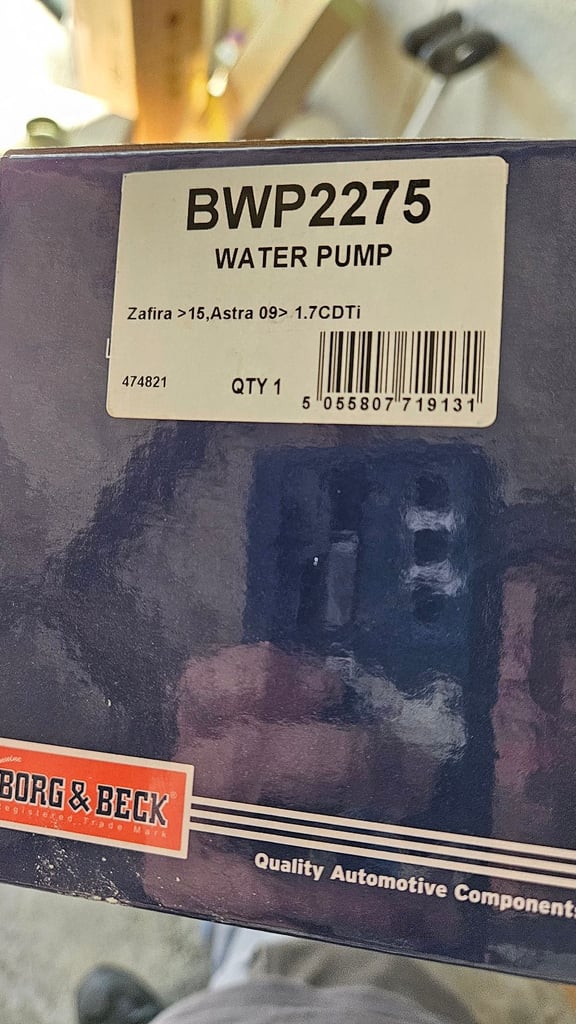 BWP2275
WATER PUMP
Zafira >15,Astra 09> 1.7CDTi
474821
QTY 1
5 055807 719131
BORG & BECK®
Registered Trade Mark
Quality Automotive Components